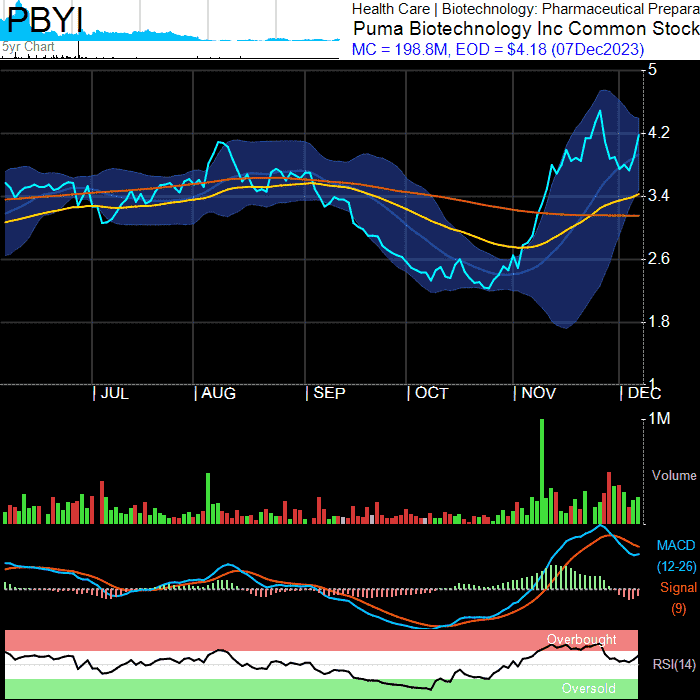 PBYI
5yr Chart
Health Care | Biotechnology: Pharmaceutical Prepara
Puma Biotechnology Inc Common Stock
MC = 198.8M, EOD = $4.18 (07Dec2023)
5
4.2
3.4
2.6
1.8
1
| JUL | AUG | SEP | OCT | NOV | DEC
1M
Volume
MACD
(12-26)
Signal
(9)
Overbought
RSI(14)
Oversold